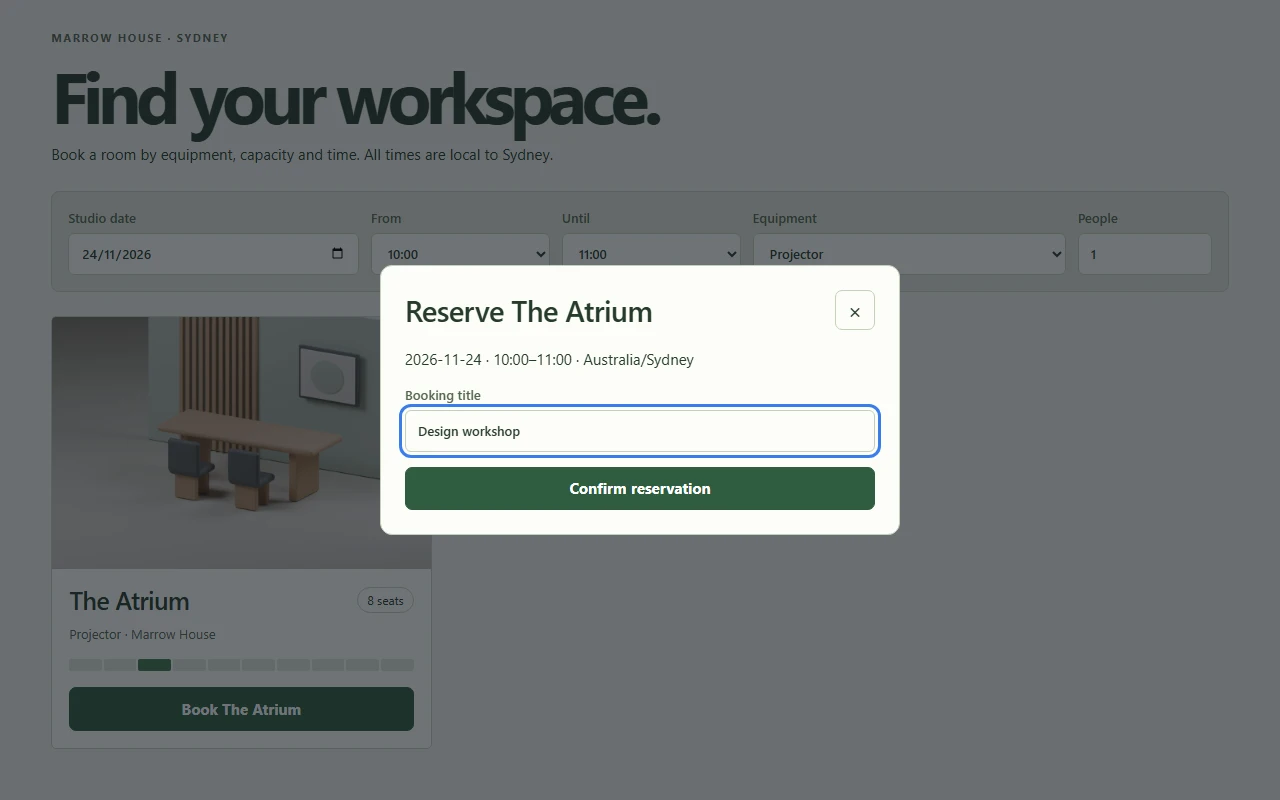 MARROW HOUSE · SYDNEY
Find your workspace.
Book a room by equipment, capacity and time. All times are local to Sydney.
Studio date
From
Until
Equipment
People
24/11/2026
10:00
11:00
Projector
1
Reserve The Atrium
×
2026-11-24 · 10:00–11:00 · Australia/Sydney
Booking title
Design workshop
Confirm reservation
The Atrium
8 seats
Projector · Marrow House
Book The Atrium